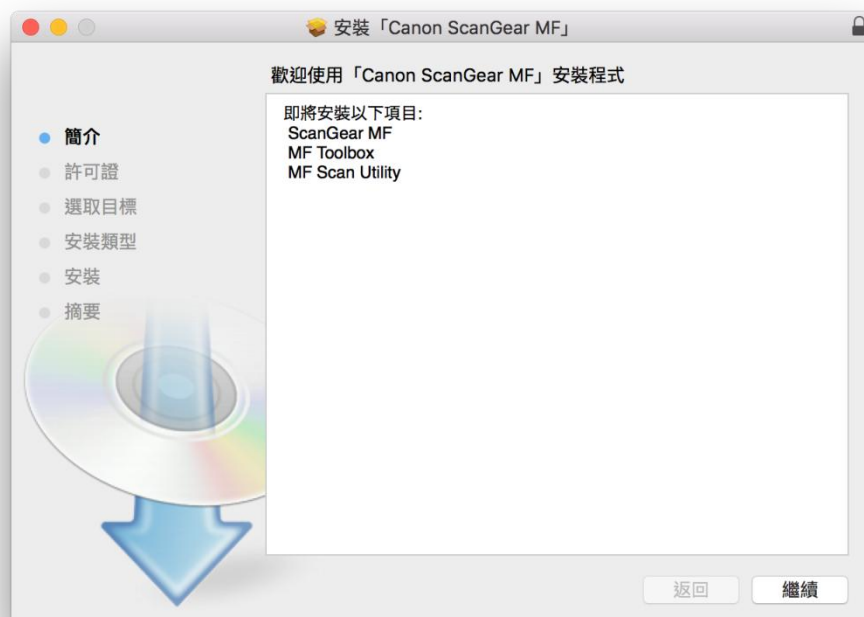 安裝「Canon ScanGear MF」
歡迎使用「Canon ScanGear MF」安裝程式
簡介
許可證
選取目標
安裝類型
安裝
摘要
即將安裝以下項目:
ScanGear MF
MF Toolbox
MF Scan Utility
返回
繼續